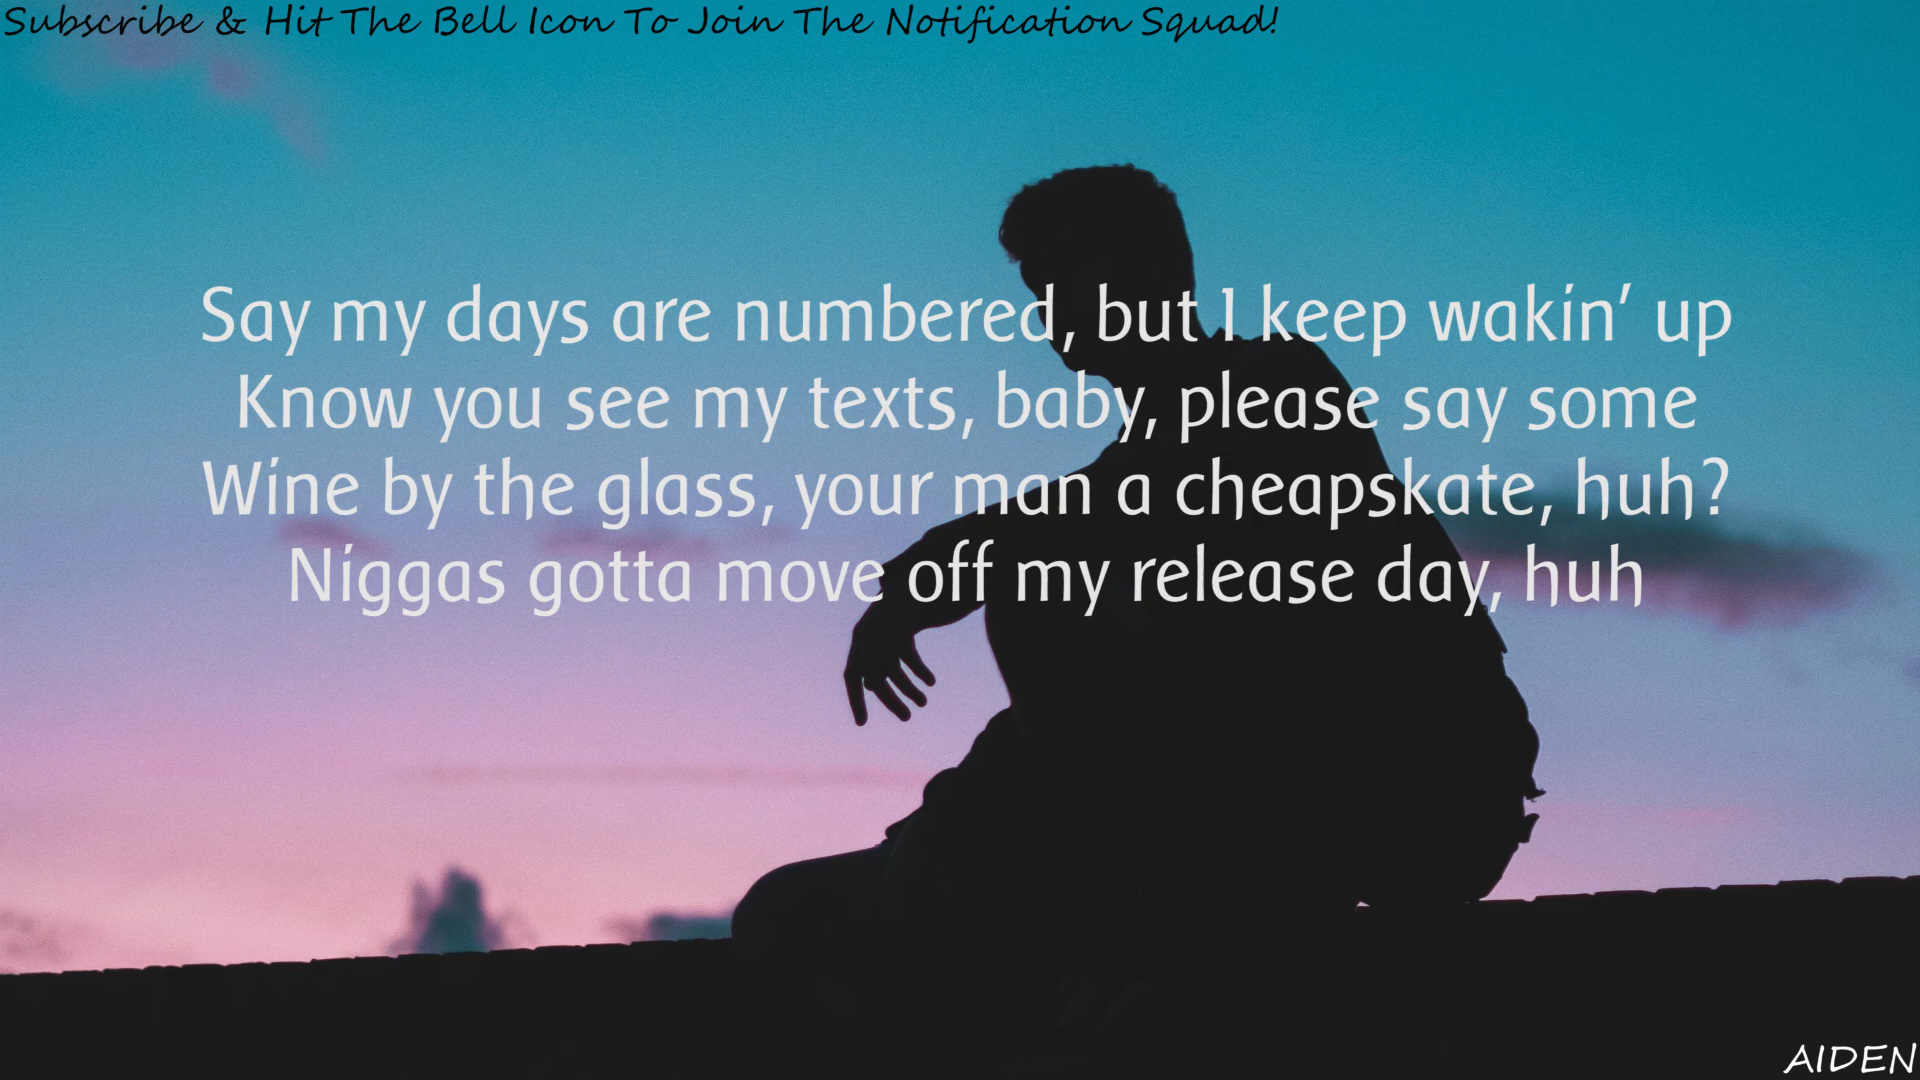 Subscribe & Hit The Bell Icon To Join The Notification Squad!
Say my days are numbered, but I keep wakin’ up
Know you see my texts, baby, please say some
Wine by the glass, your man a cheapskate, huh?
Niggas gotta move off my release day, huh
AIDEN